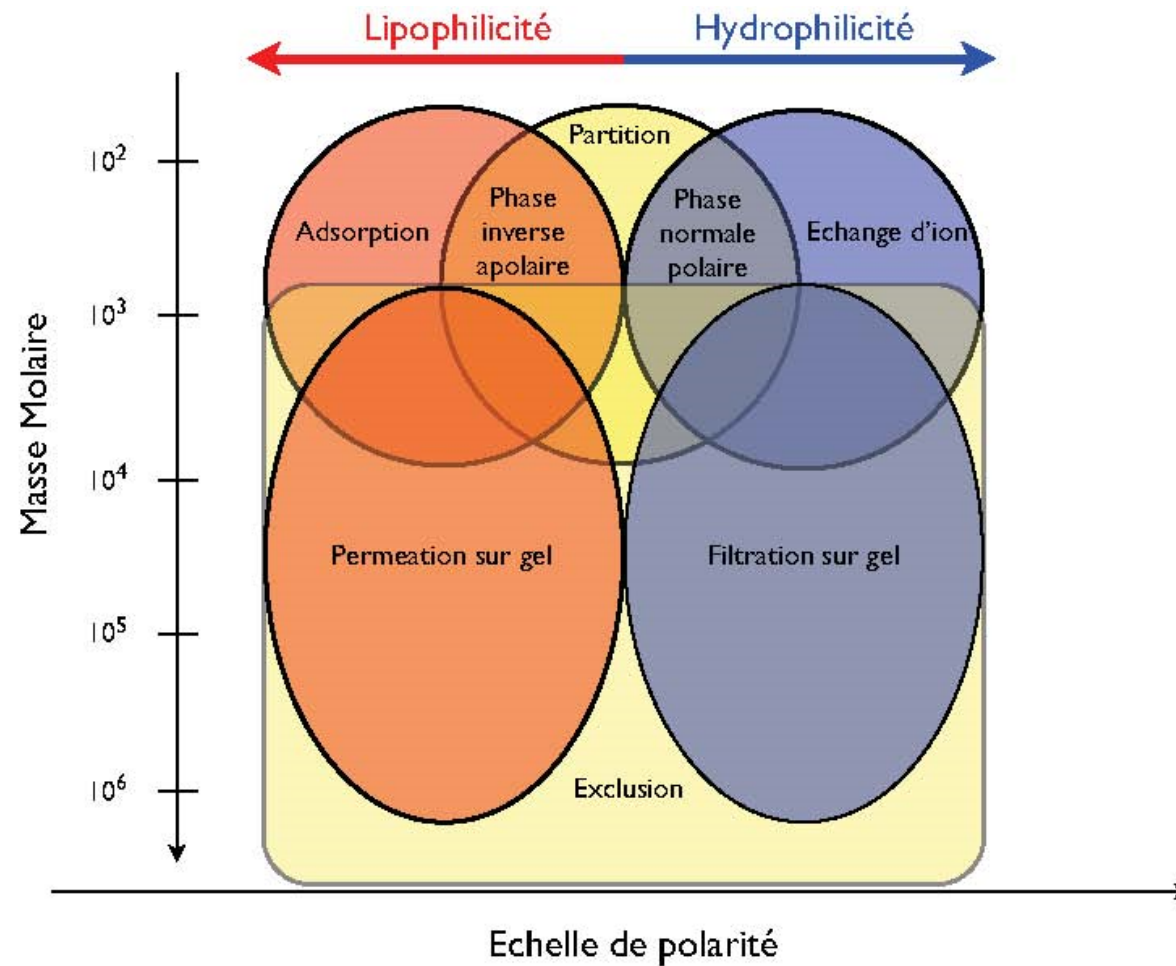 Lipophilicité Hydrophilicité
Partition
10²
Phase
inverse
apolaire
Phase
normale
polaire
Adsorption
Echange d'ion
10³
Masse Molaire
10⁴
Permeation sur gel
Filtration sur gel
10⁵
10⁶
Exclusion
Echelle de polarité